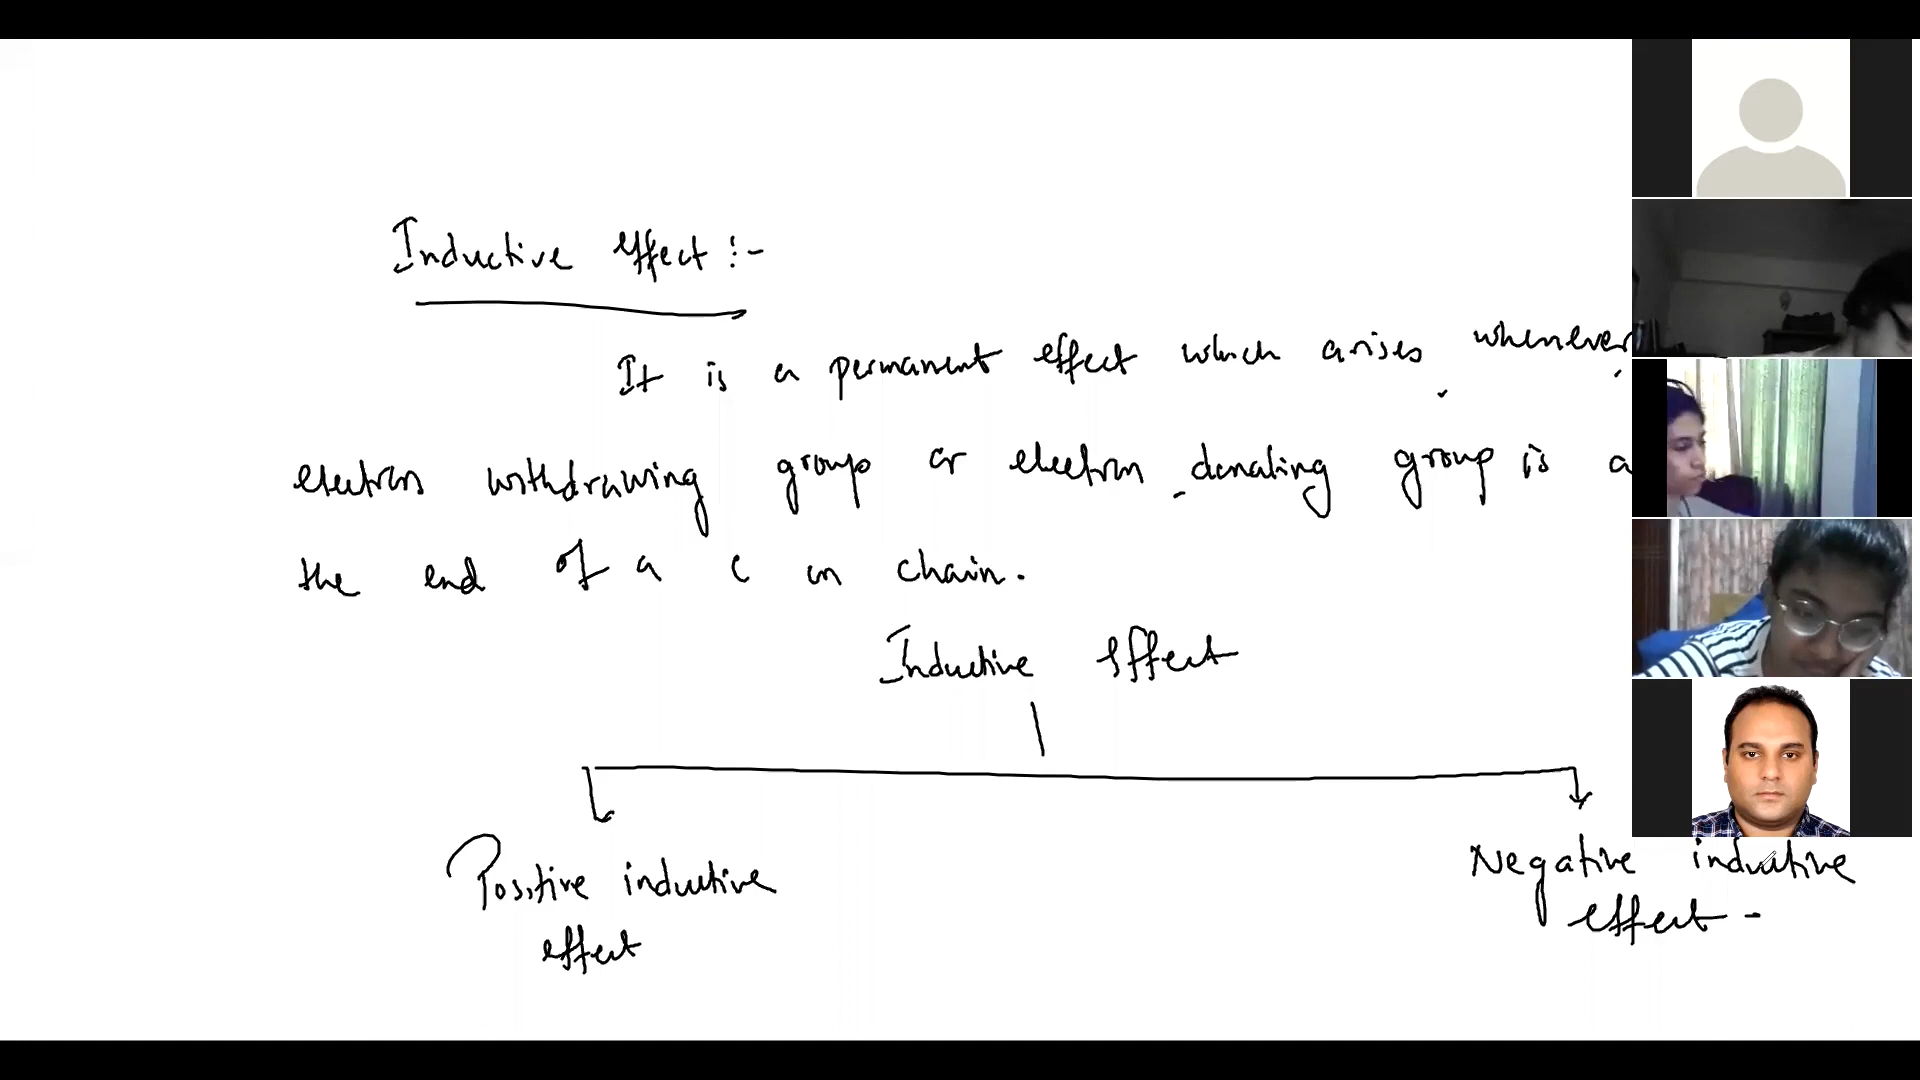 Inductive effect :-
It is a permanent effect which arises whenever
electron withdrawing group or electron donating group is a
the end of a c in chain.
Inductive effect
Positive inductive
effect
Negative inductive
effect -